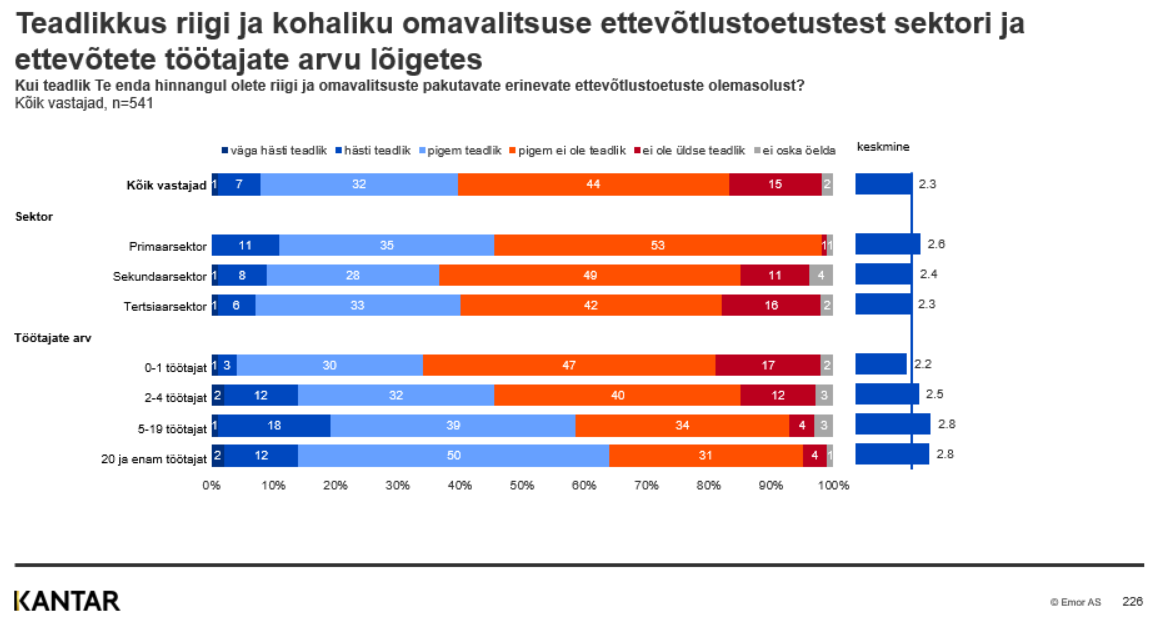 Teadlikkus riigi ja kohaliku omavalitsuse ettevõtlustoetustest sektori ja
ettevõtete töötajate arvu lõigetes
Kui teadlik Te enda hinnangul olete riigi ja omavalitsuste pakutavate erinevate ettevõtlustoetuste olemasolust?
Kõik vastajad, n=541
väga hästi teadlik hästi teadlik pigem teadlik pigem ei ole teadlik ei ole üldse teadlik ei oska öelda keskmine
Kõik vastajad 1 7 32 44 15 2 2.3
Sektor
Primaarsektor 11 35 53 1 1 2.6
Sekundaarsektor 1 8 28 49 11 4 2.4
Tertsiaarsektor 1 6 33 42 16 2 2.3
Töötajate arv
0-1 töötajat 1 3 30 47 17 2 2.2
2-4 töötajat 2 12 32 40 12 3 2.5
5-19 töötajat 1 18 39 34 4 3 2.8
20 ja enam töötajat 2 12 50 31 4 1 2.8
0% 10% 20% 30% 40% 50% 60% 70% 80% 90% 100%
KANTAR
© Emor AS 226